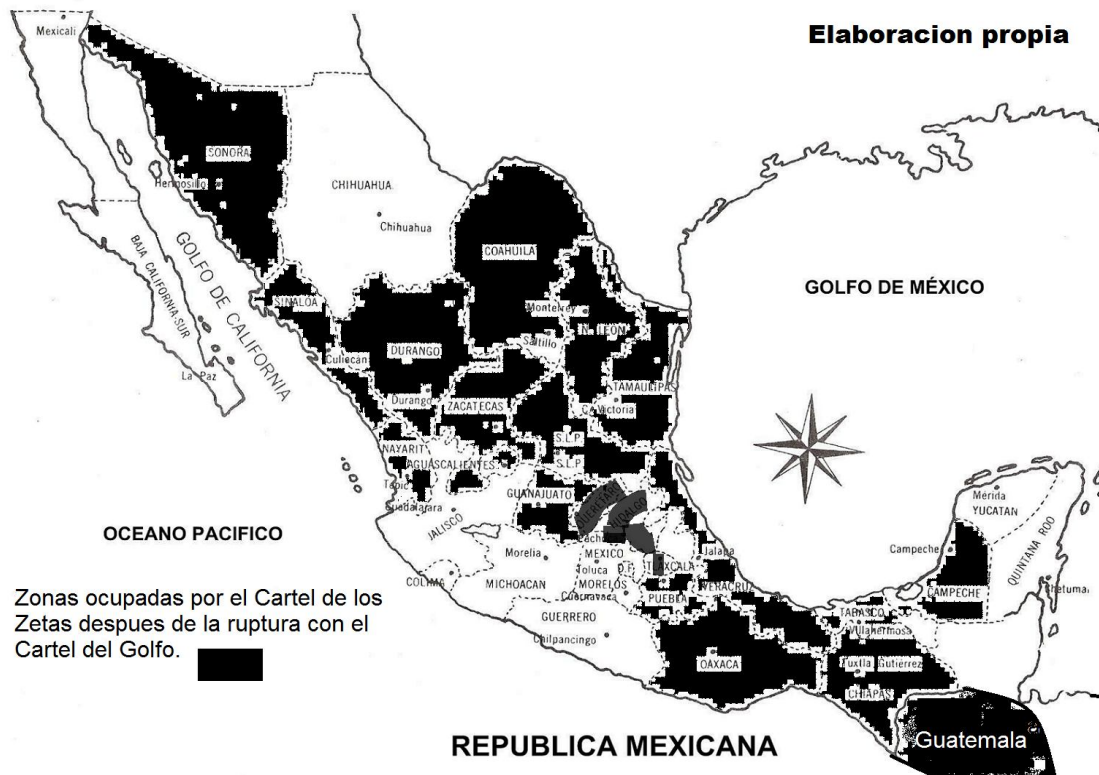 Elaboracion propia
Mexicali
SONORA
Hermosillo
CHIHUAHUA
Chihuahua
COAHUILA
BAJA CALIFORNIA-SUR
GOLFO DE CALIFORNIA
GOLFO DE MÉXICO
SINALOA
Monterrey
N. LEON
Saltillo
Culiacán
DURANGO
La Paz
Durango
ZACATECAS
TAMAULIPAS
C. Victoria
NAYARIT
S.L.P.
AGUASCALIENTES
S.L.P.
Tepic
GUANAJUATO
QUERETARO
HIDALGO
Guadalarara
JALISCO
OCEANO PACIFICO
Mérida
YUCATAN
QUINTANA ROO
Campeche
CAMPECHE
Chetumal
Morelia
MEXICO
Toluca
D.F.
TLAXCALA
Jalapa
COLIMA
MICHOACAN
MORELOS
Cuernavaca
PUEBLA
VERACRUZ
GUERRERO
Chilpancingo
TABASCO
Villahermosa
OAXACA
Tuxtla Gutiérrez
CHIAPAS
Zonas ocupadas por el Cartel de los
Zetas despues de la ruptura con el
Cartel del Golfo.
Guatemala
REPUBLICA MEXICANA